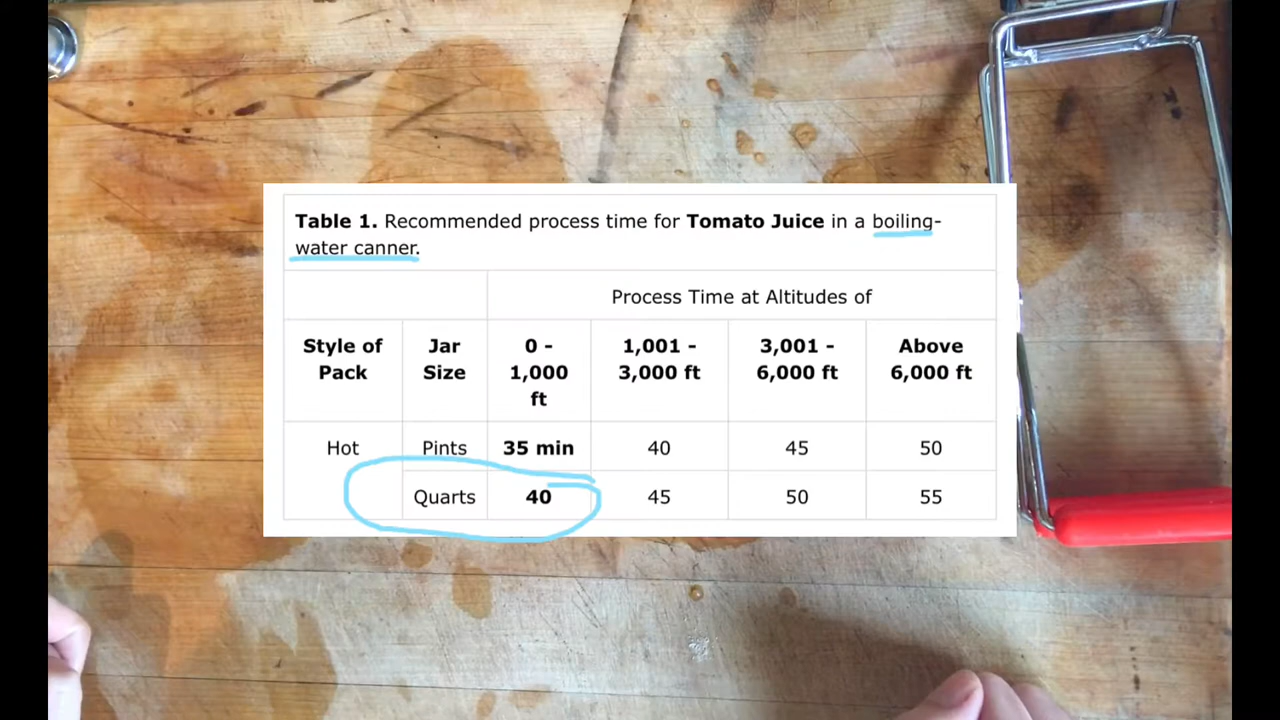 Table 1. Recommended process time for Tomato Juice in a boiling-
water canner.
Process Time at Altitudes of
Style of Pack Jar Size 0 - 1,000 ft 1,001 - 3,000 ft 3,001 - 6,000 ft Above 6,000 ft
Hot Pints 35 min 40 45 50
Quarts 40 45 50 55